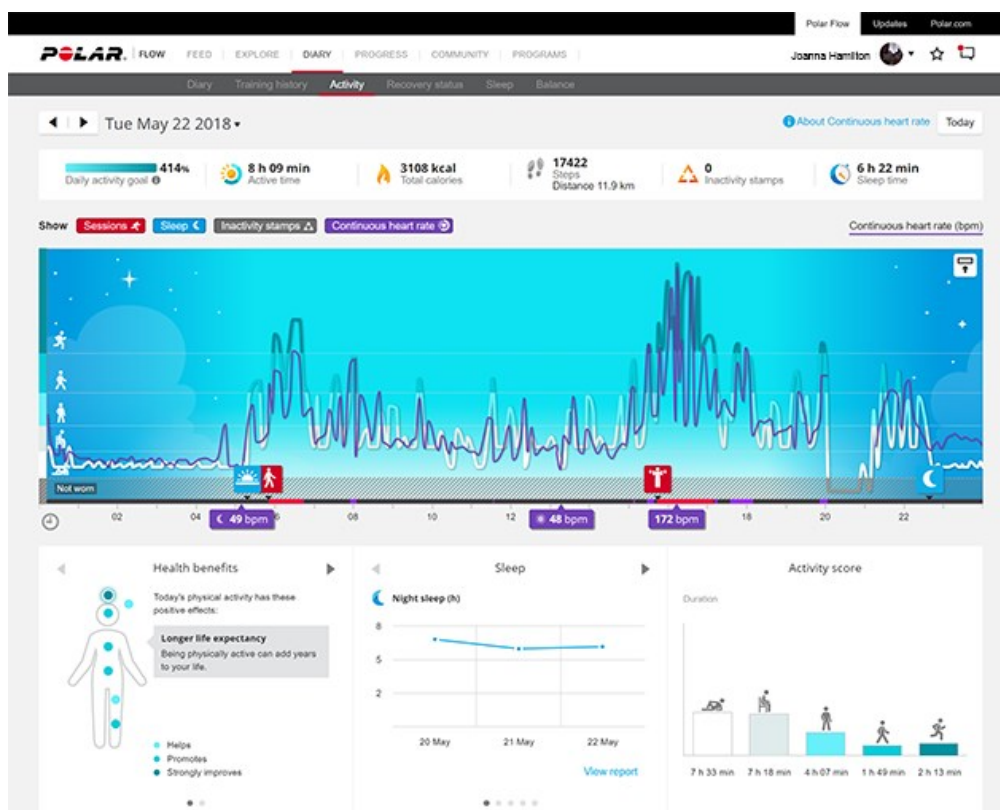 Polar Flow Updates Polar.com
POLAR. FLOW FEED EXPLORE DIARY PROGRESS COMMUNITY PROGRAMS Joanna Hamilton
Diary Training history Activity Recovery status Sleep Balance
Tue May 22 2018 About Continuous heart rate Today
414%
Daily activity goal
8 h 09 min
Active time
3108 kcal
Total calories
17422
Steps
Distance 11.9 km
0
Inactivity stamps
6 h 22 min
Sleep time
Show Sessions Sleep Inactivity stamps Continuous heart rate Continuous heart rate (bpm)
Not worn
02 04 6 08 10 12 18 20 22
49 bpm 48 bpm 172 bpm
Health benefits
Today's physical activity has these
positive effects:
Longer life expectancy
Being physically active can add years
to your life.
Helps
Promotes
Strongly improves
Sleep
Night sleep (h)
8
5
2
20 May 21 May 22 May
View report
Activity score
Duration
7 h 33 min 7 h 18 min 4 h 07 min 1 h 49 min 2 h 13 min